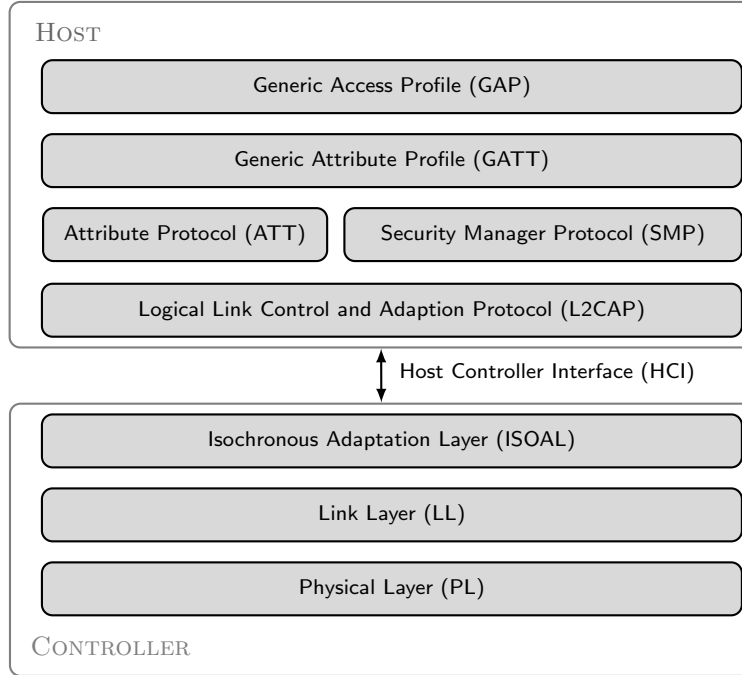 Host
Generic Access Profile (GAP)
Generic Attribute Profile (GATT)
Attribute Protocol (ATT)
Security Manager Protocol (SMP)
Logical Link Control and Adaption Protocol (L2CAP)
Host Controller Interface (HCI)
Isochronous Adaptation Layer (ISOAL)
Link Layer (LL)
Physical Layer (PL)
Controller